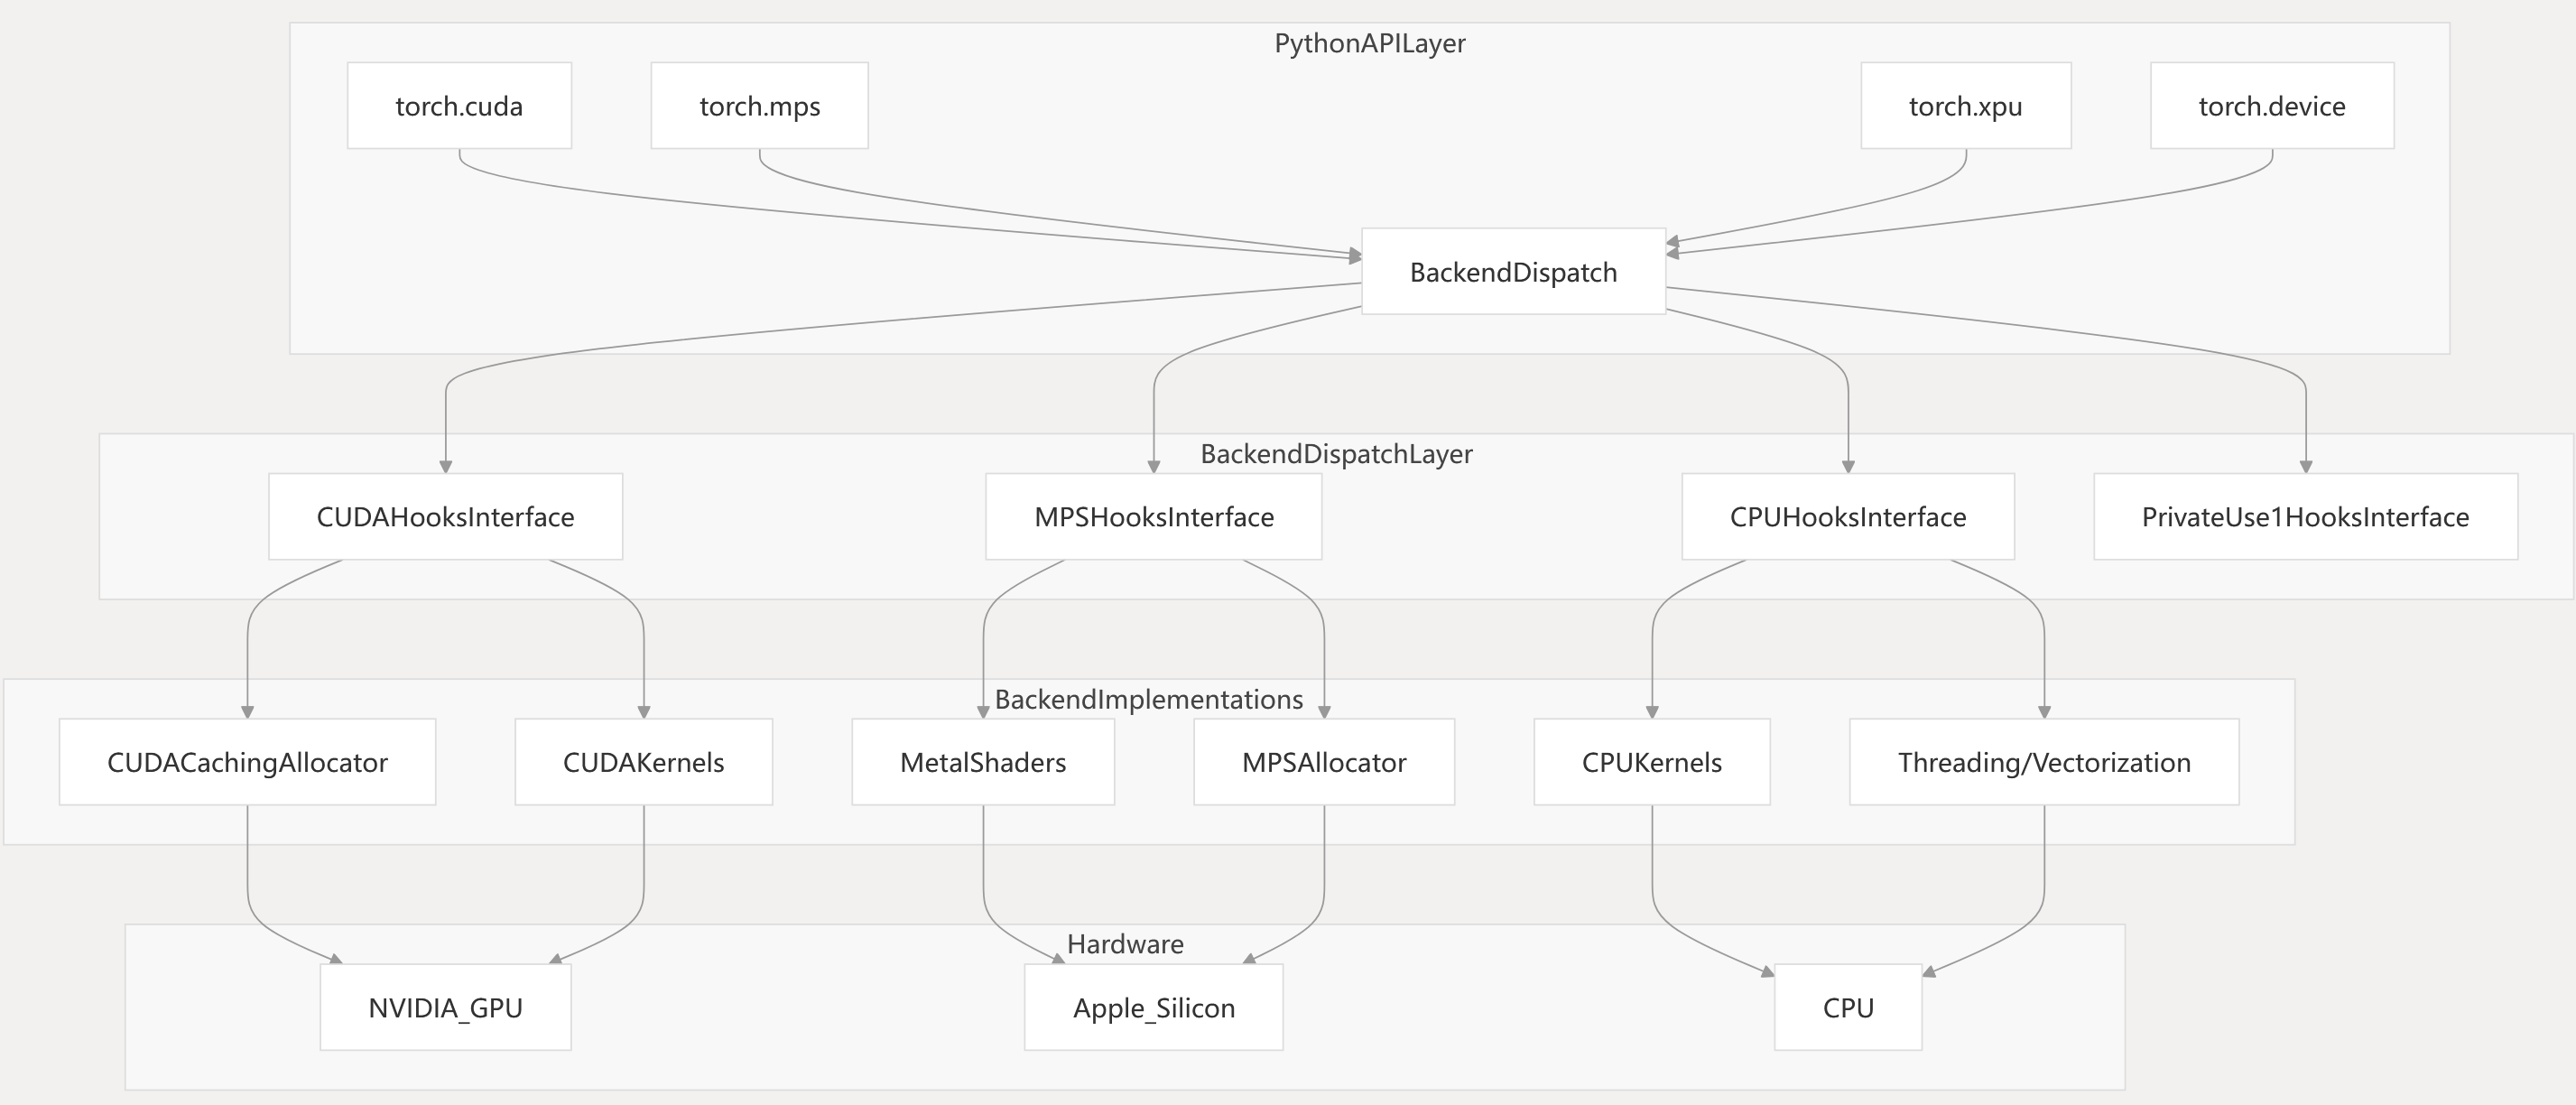 PythonAPILayer
torch.cuda
torch.mps
torch.xpu
torch.device
BackendDispatch
BackendDispatchLayer
CUDAHooksInterface
MPSHooksInterface
CPUHooksInterface
PrivateUse1HooksInterface
BackendImplementations
CUDACachingAllocator
CUDAKernels
MetalShaders
MPSAllocator
CPUKernels
Threading/Vectorization
Hardware
NVIDIA_GPU
Apple_Silicon
CPU